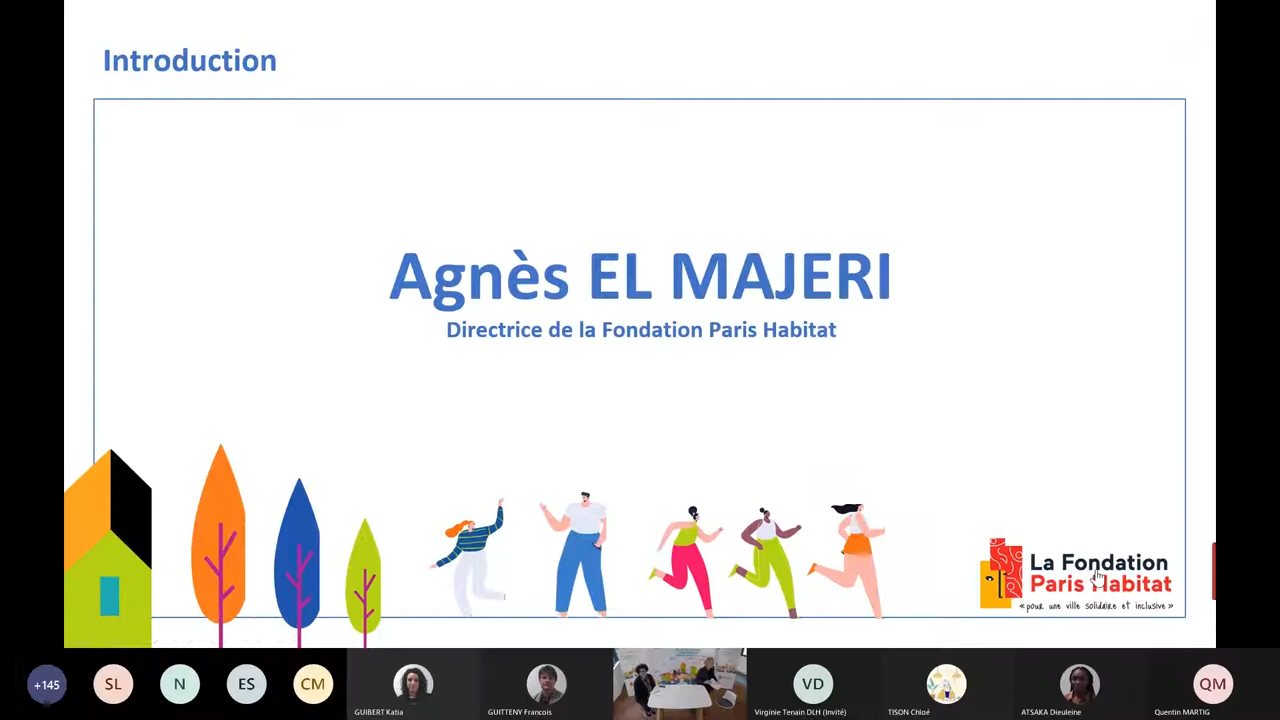 Introduction
Agnès EL MAJERI
Directrice de la Fondation Paris Habitat
La Fondation
Paris Habitat
« pour une ville solidaire et inclusive »
+145
SL
N
ES
CM
VD
QM
GUIBERT Katia
GUITTENY Francois
Virginie Tenain DLH (Invité)
TISON Chloé
ATSAKA Dieuleine
Quentin MARTIG